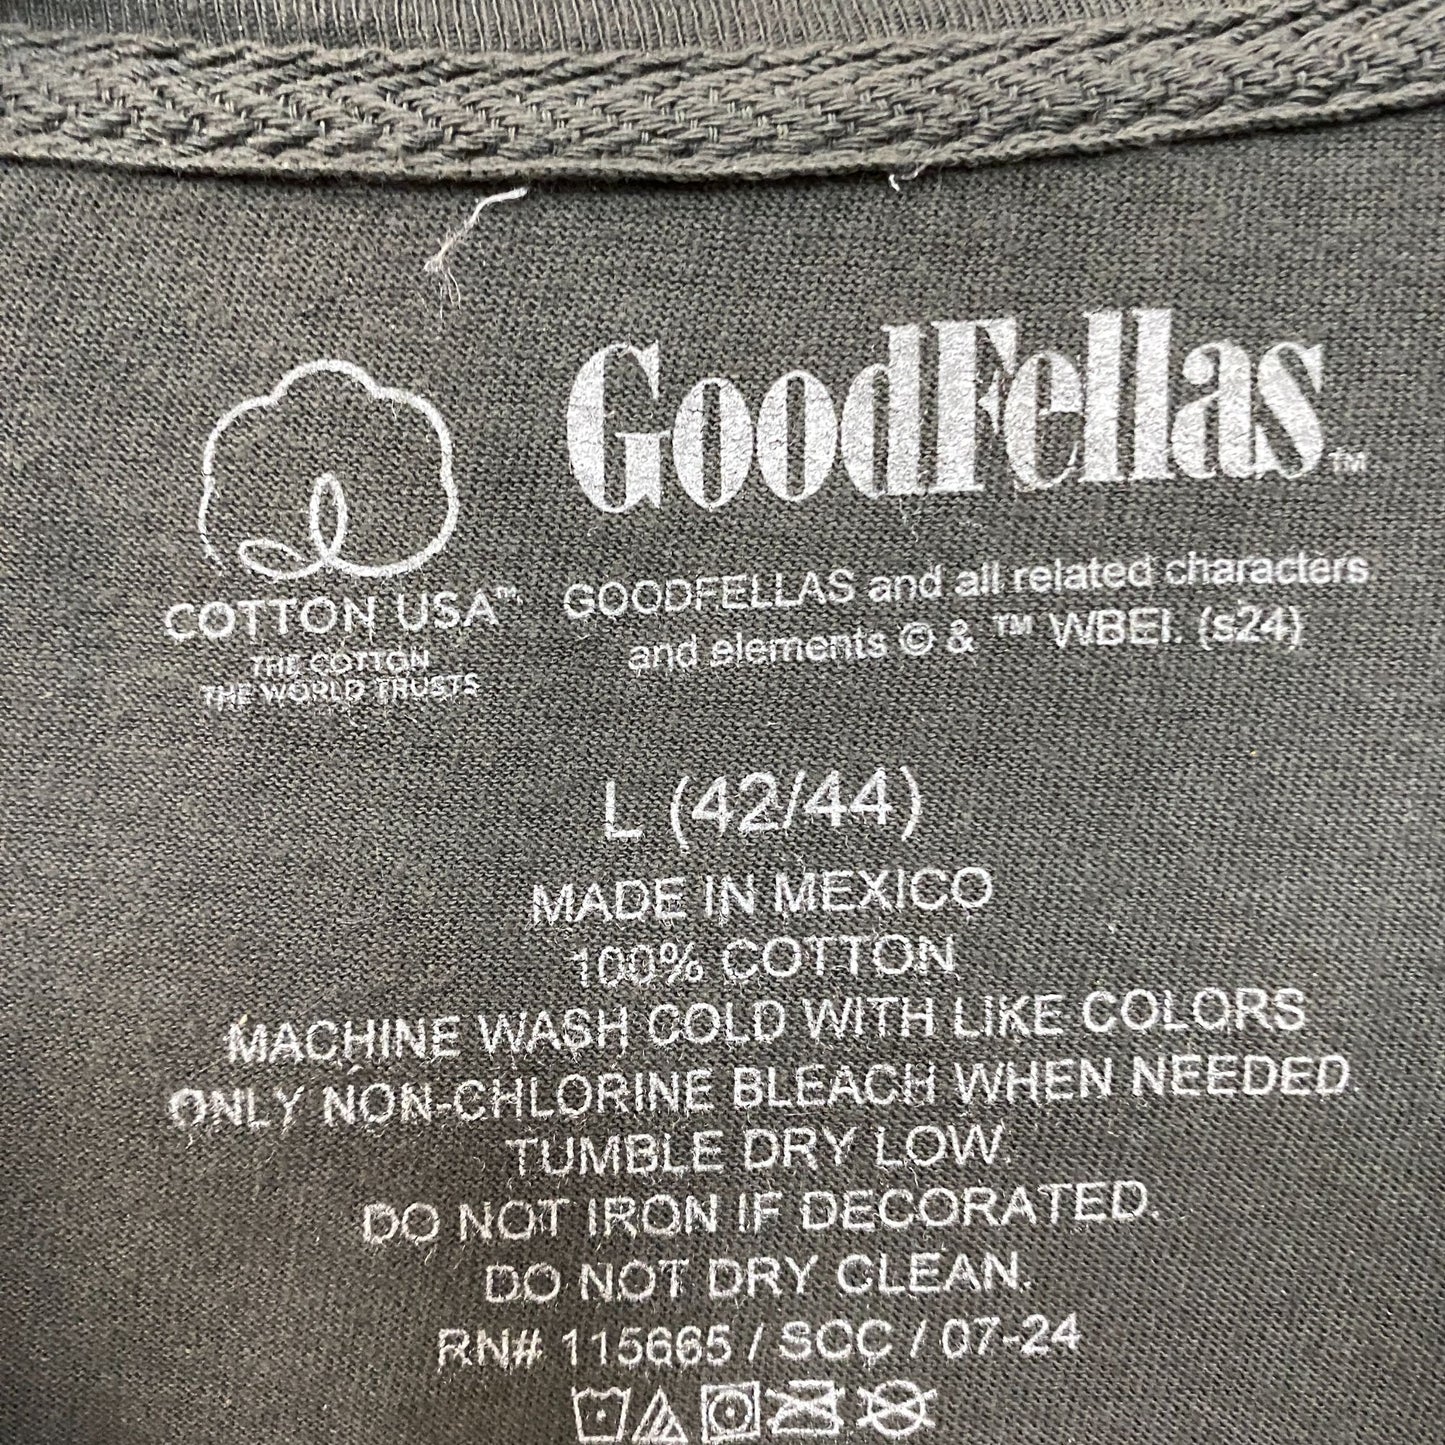 GoodFellas™
COTTON USA™
THE COTTON
THE WORLD TRUSTS
GOODFELLAS and all related characters
and elements © & ™ WBEI. (s24)
L (42/44)
MADE IN MEXICO
100% COTTON
MACHINE WASH COLD WITH LIKE COLORS
ONLY NON-CHLORINE BLEACH WHEN NEEDED
TUMBLE DRY LOW.
DO NOT IRON IF DECORATED.
DO NOT DRY CLEAN.
RN# 115665 / SCC / 07-24